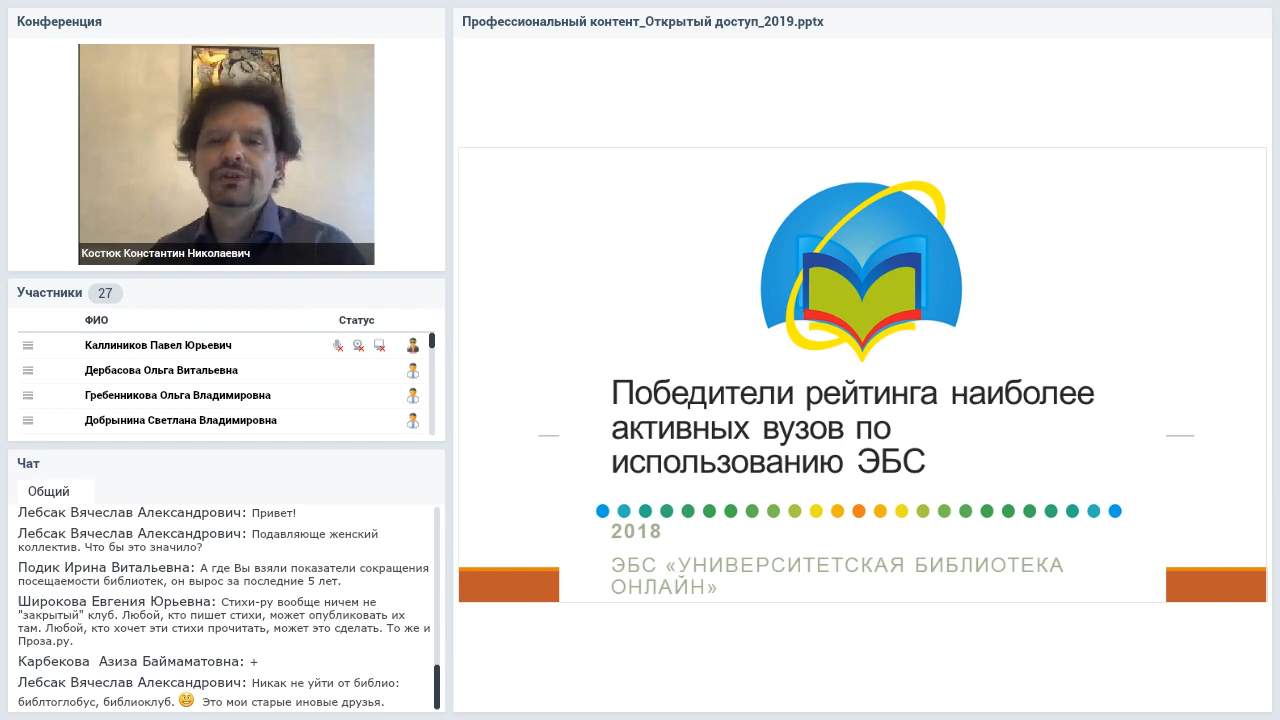 Конференция
Костюк Константин Николаевич
Участники 27
ФИО Статус
Каллиников Павел Юрьевич
Дербасова Ольга Витальевна
Гребенникова Ольга Владимировна
Добрынина Светлана Владимировна
Чат
Общий
Лебсак Вячеслав Александрович: Привет!
Лебсак Вячеслав Александрович: Подавляюще женский
коллектив. Что бы это значило?
Подик Ирина Витальевна: А где Вы взяли показатели сокращения
посещаемости библиотек, он вырос за последние 5 лет.
Широкова Евгения Юрьевна: Стихи-ру вообще ничем не
"закрытый" клуб. Любой, кто пишет стихи, может опубликовать их
там. Любой, кто хочет эти стихи прочитать, может это сделать. То же и
Проза.ру.
Карбекова Азиза Баймаматовна: +
Лебсак Вячеслав Александрович: Никак не уйти от библио:
библтоглобус, библиоклуб. Это мои старые иновые друзья.
Профессиональный контент_Открытый доступ_2019.pptx
Победители рейтинга наиболее
активных вузов по
использованию ЭБС
2018
ЭБС «УНИВЕРСИТЕТСКАЯ БИБЛИОТЕКА
ОНЛАЙН»